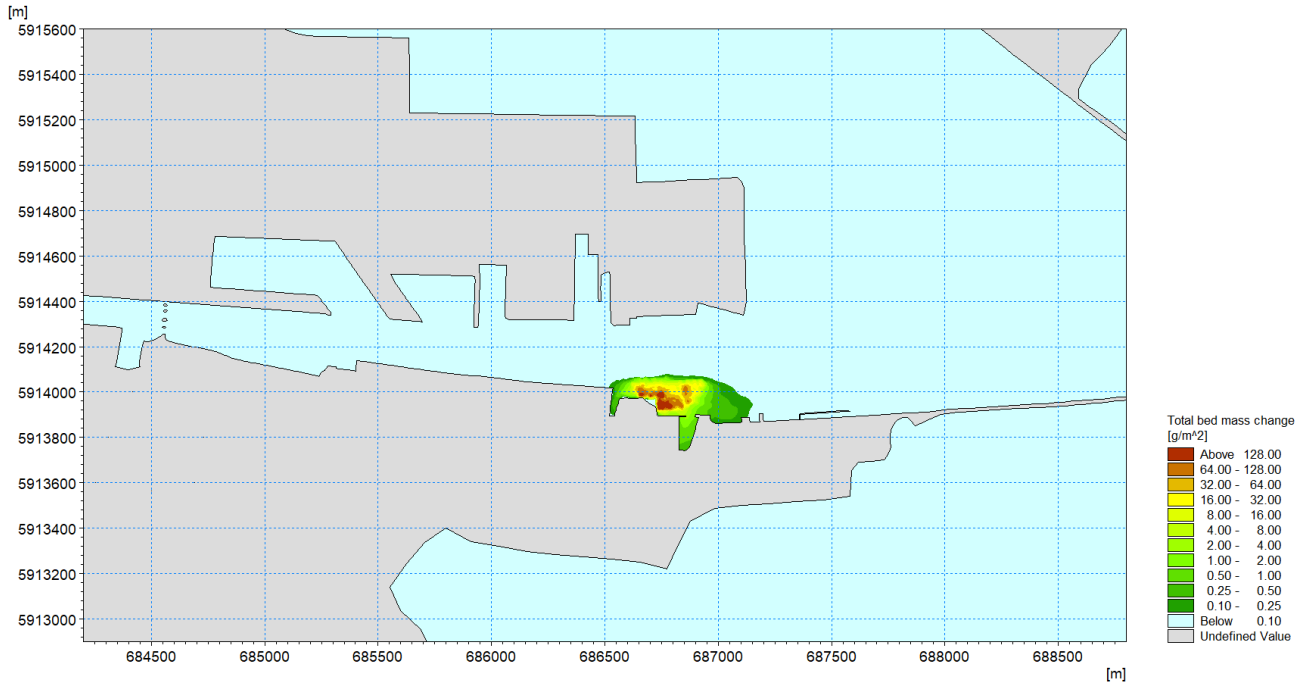 [m]
5915600
5915400
5915200
5915000
5914800
5914600
5914400
5914200
5914000
5913800
5913600
5913400
5913200
5913000
684500 685000 685500 686000 686500 687000 687500 688000 688500
[m]
Total bed mass change
[g/m^2]
Above 128.00
64.00 - 128.00
32.00 - 64.00
16.00 - 32.00
8.00 - 16.00
4.00 - 8.00
2.00 - 4.00
1.00 - 2.00
0.50 - 1.00
0.25 - 0.50
0.10 - 0.25
Below 0.10
Undefined Value